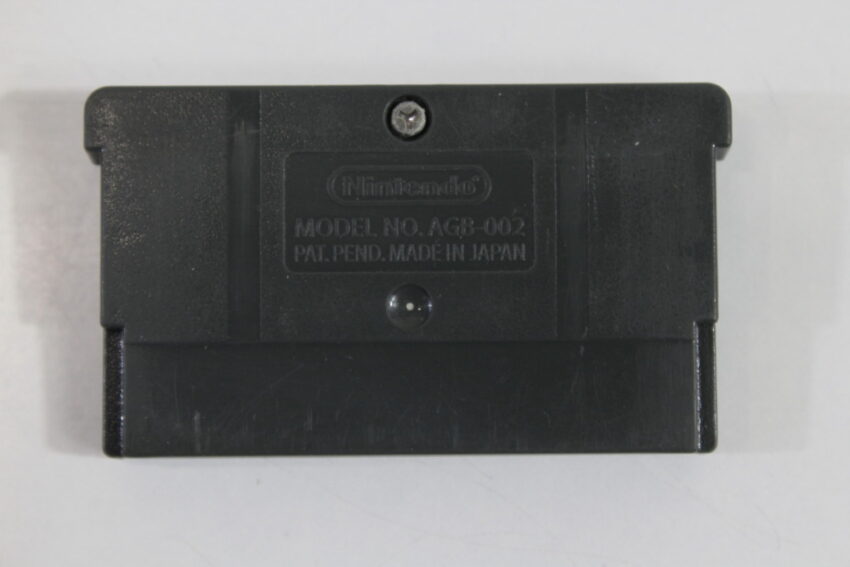 Nintendo®
MODEL NO. AGB-002
PAT. PEND. MADE IN JAPAN